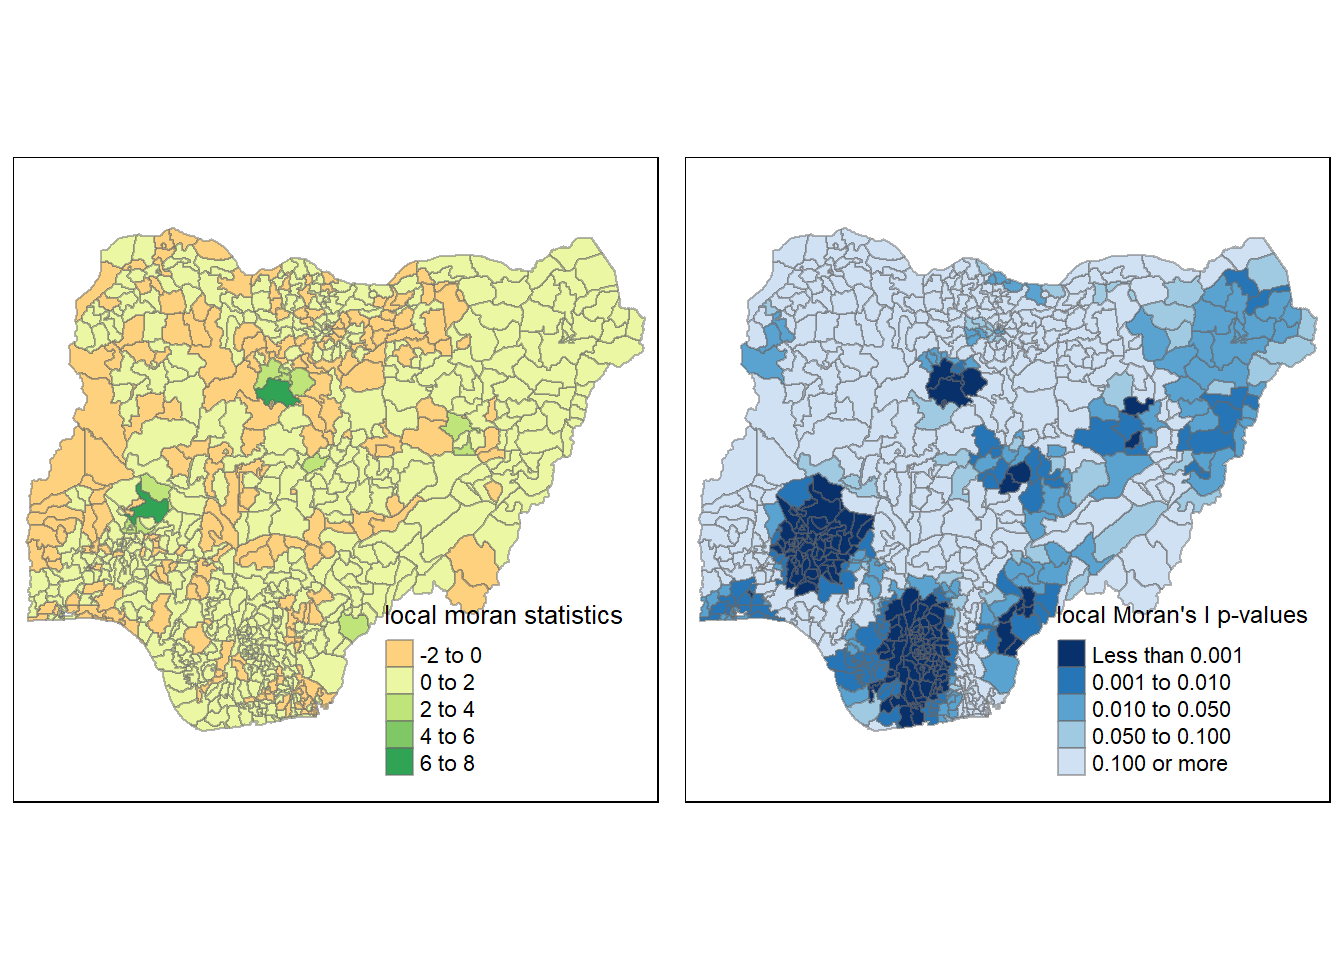 local moran statistics
-2 to 0
0 to 2
2 to 4
4 to 6
6 to 8
local Moran's I p-values
Less than 0.001
0.001 to 0.010
0.010 to 0.050
0.050 to 0.100
0.100 or more